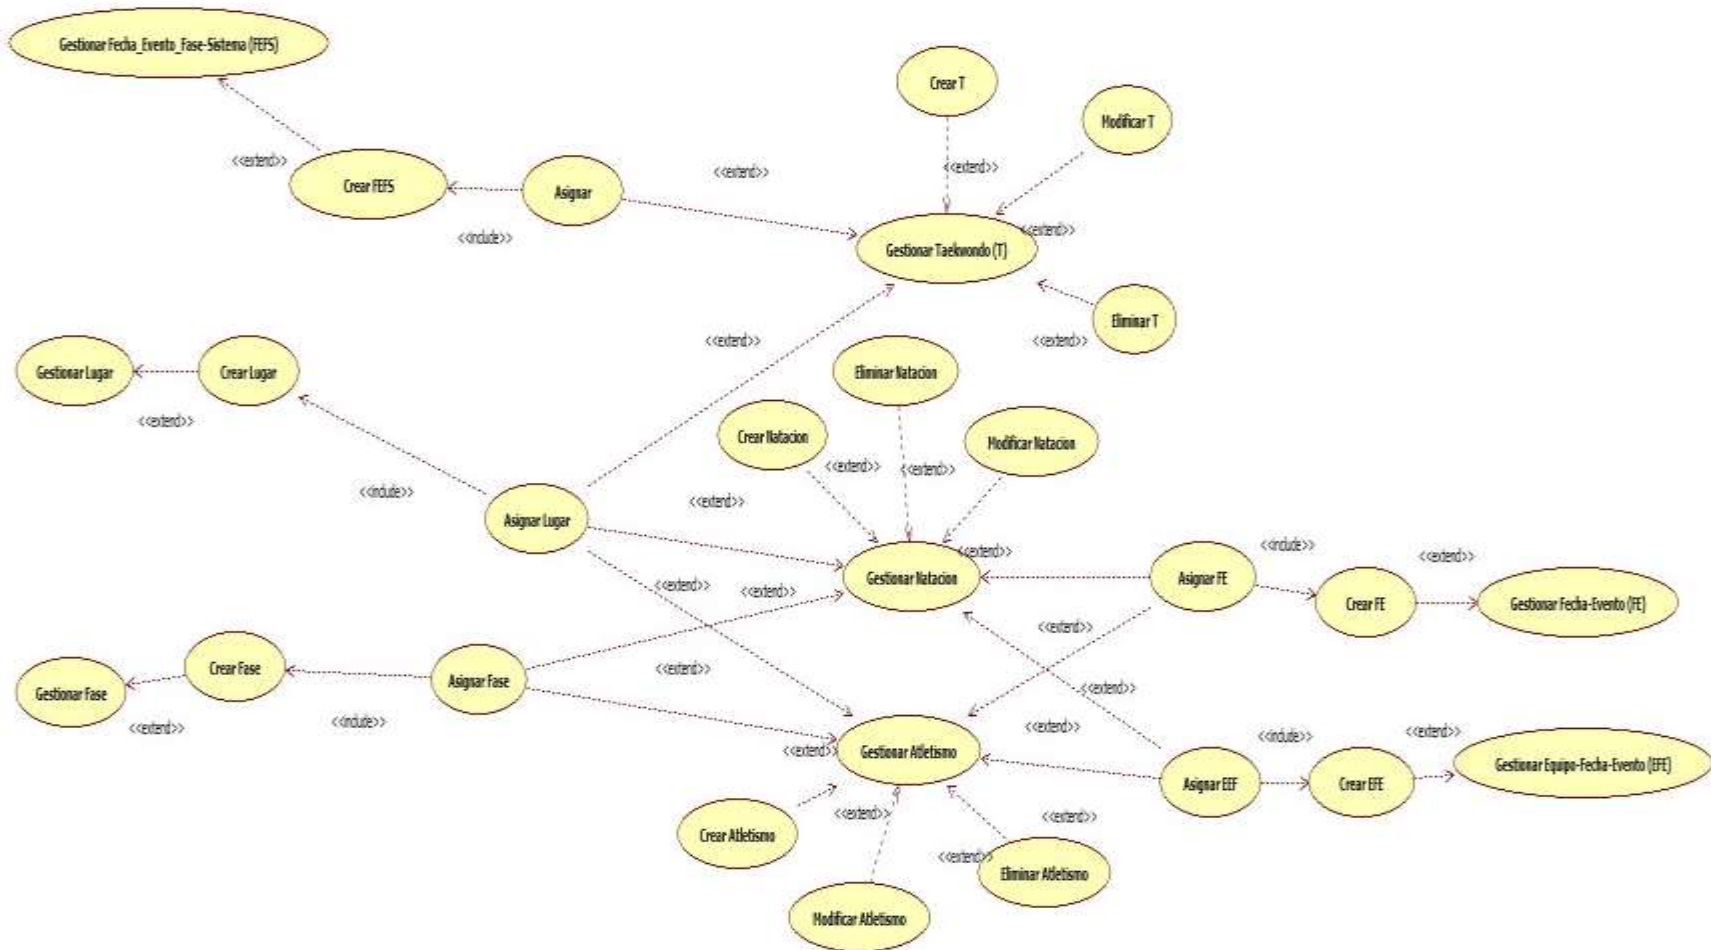 Gestionar Fecha_Evento_Fase-Sistema (FEFS)
Crear T
Modificar T
<<extend>>
<<extend>>
<<extend>>
Crear FEFS
Asignar
<<include>>
<<extend>>
Gestionar Taekwondo (T)
Eliminar T
<<extend>>
<<extend>>
Gestionar Lugar
Crear Lugar
Eliminar Natacion
<<extend>>
Crear Natacion
Modificar Natacion
<<extend>>
<<extend>>
<<include>>
<<extend>>
Asignar Lugar
<<extend>>
<<include>>
<<extend>>
Gestionar Natacion
Asignar FE
<<extend>>
<<extend>>
Crear FE
Gestionar Fecha-Evento (FE)
<<extend>>
Crear Fase
<<extend>>
Asignar Fase
Gestionar Fase
<<extend>>
<<extend>>
<<include>>
<<extend>>
<<include>>
<<extend>>
<<extend>>
Gestionar Atletismo
Gestionar Equipo-Fecha-Evento (EFE)
Asignar EEF
Crear EFE
<<extend>>
<<extend>>
Crear Atletismo
<<extend>>
Eliminar Atletismo
Modificar Atletismo